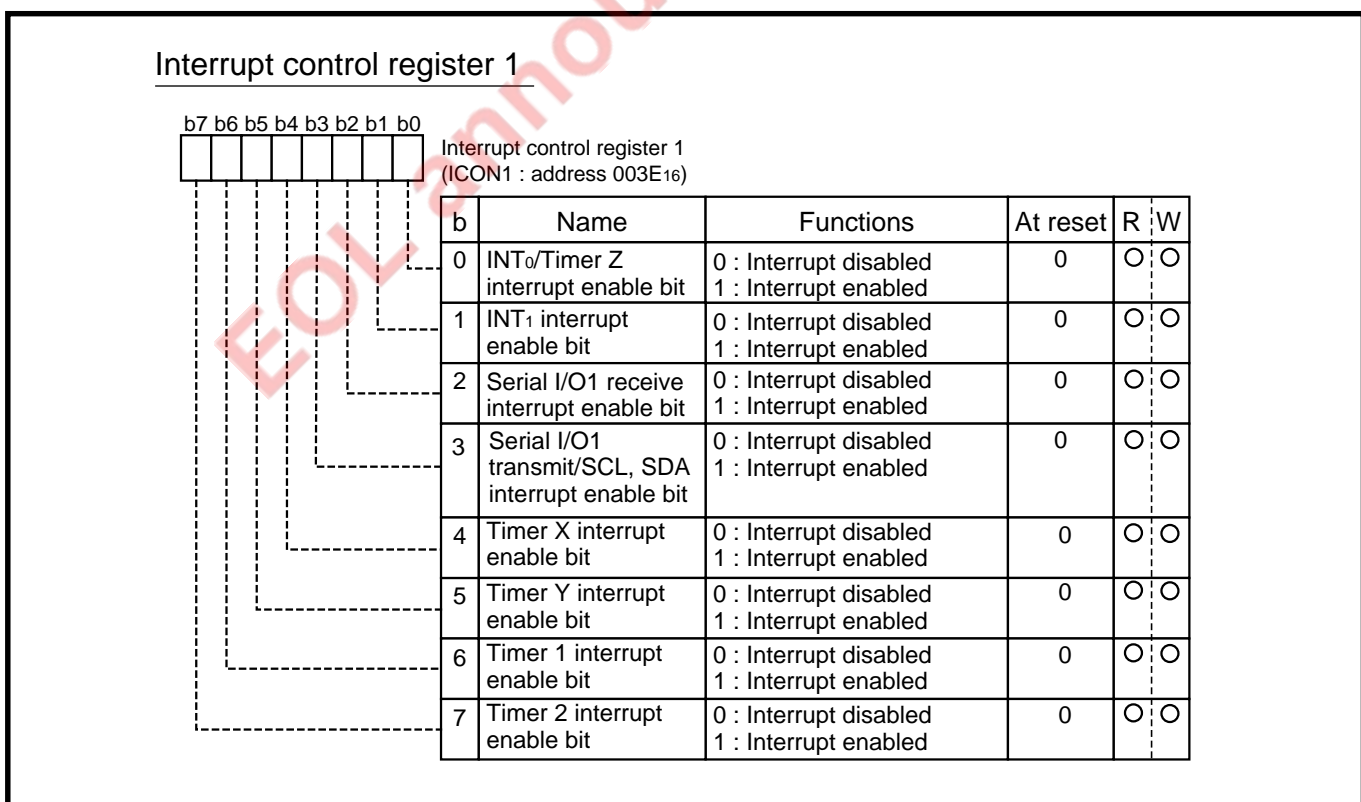 Interrupt control register 1
b7 b6 b5 b4 b3 b2 b1 b0
Interrupt control register 1
(ICON1 : address 003E16)
b Name Functions At reset R W
0 INT0/Timer Z interrupt enable bit 0 : Interrupt disabled 1 : Interrupt enabled 0 O O
1 INT1 interrupt enable bit 0 : Interrupt disabled 1 : Interrupt enabled 0 O O
2 Serial I/O1 receive interrupt enable bit 0 : Interrupt disabled 1 : Interrupt enabled 0 O O
3 Serial I/O1 transmit/SCL, SDA interrupt enable bit 0 : Interrupt disabled 1 : Interrupt enabled 0 O O
4 Timer X interrupt enable bit 0 : Interrupt disabled 1 : Interrupt enabled 0 O O
5 Timer Y interrupt enable bit 0 : Interrupt disabled 1 : Interrupt enabled 0 O O
6 Timer 1 interrupt enable bit 0 : Interrupt disabled 1 : Interrupt enabled 0 O O
7 Timer 2 interrupt enable bit 0 : Interrupt disabled 1 : Interrupt enabled 0 O O
EOL annou